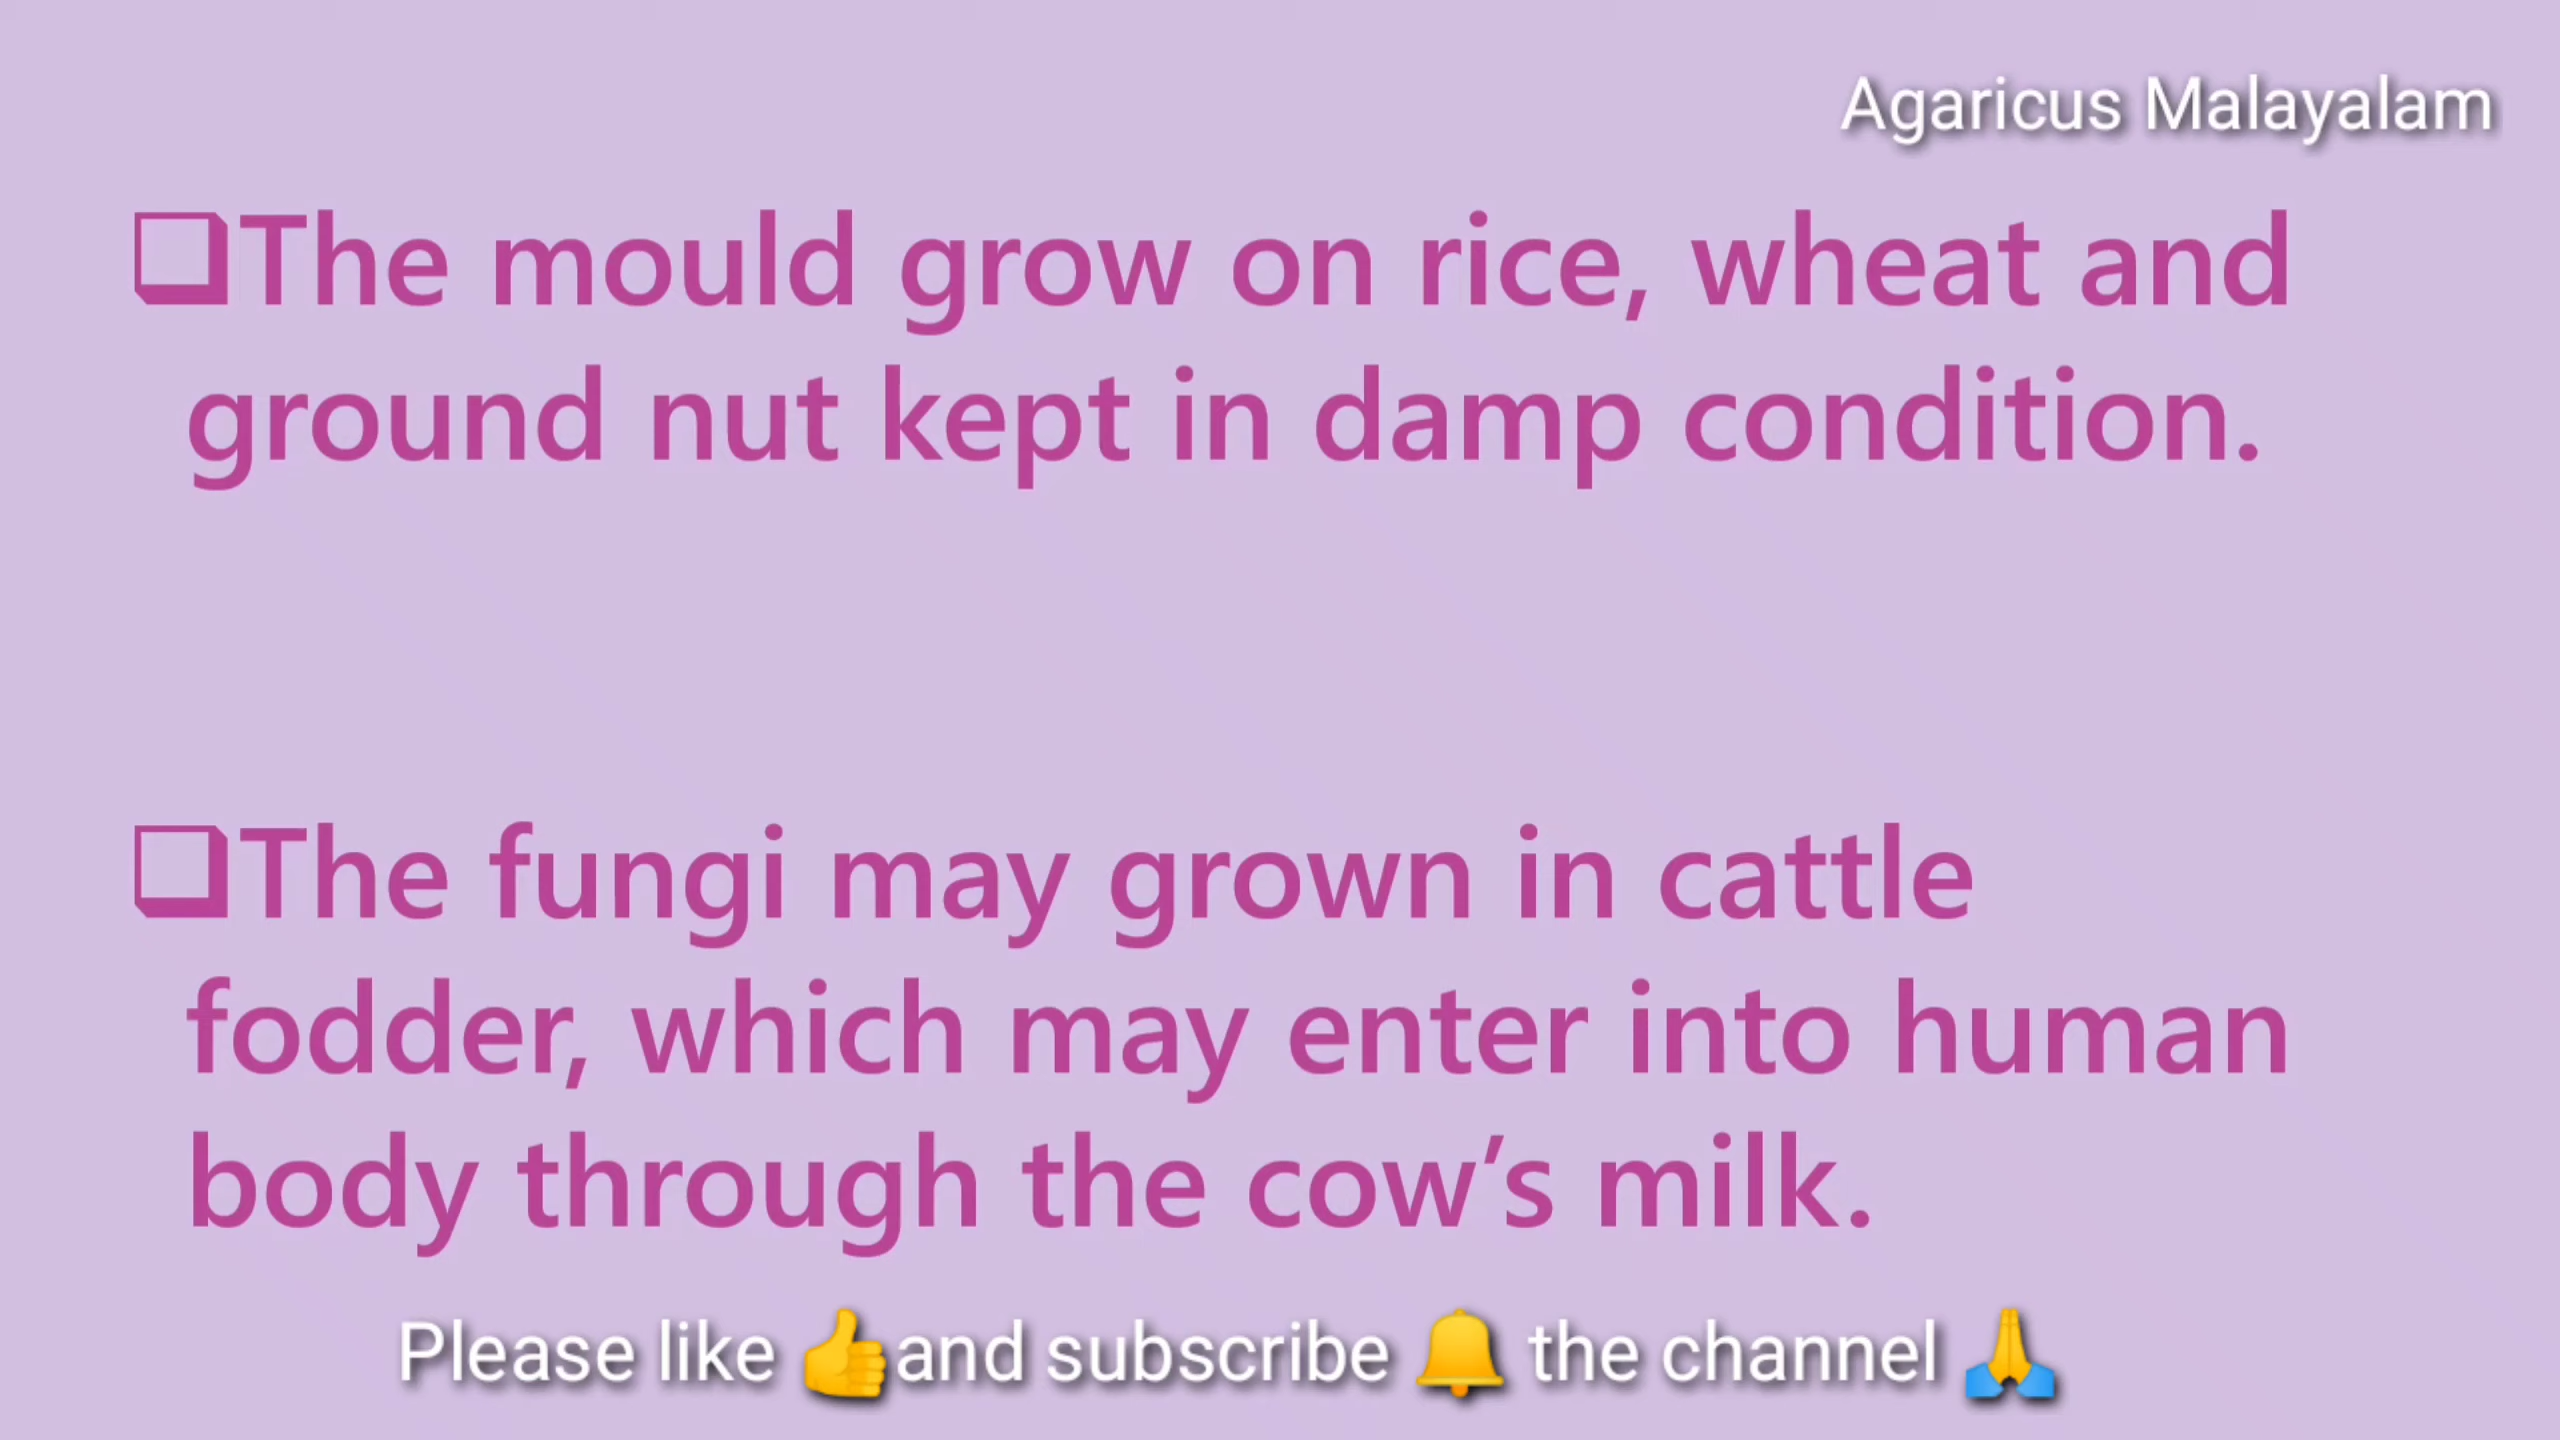 Agaricus Malayalam
❑The mould grow on rice, wheat and
ground nut kept in damp condition.
❑The fungi may grown in cattle
fodder, which may enter into human
body through the cow’s milk.
Please like 👍and subscribe 🔔 the channel 🙏